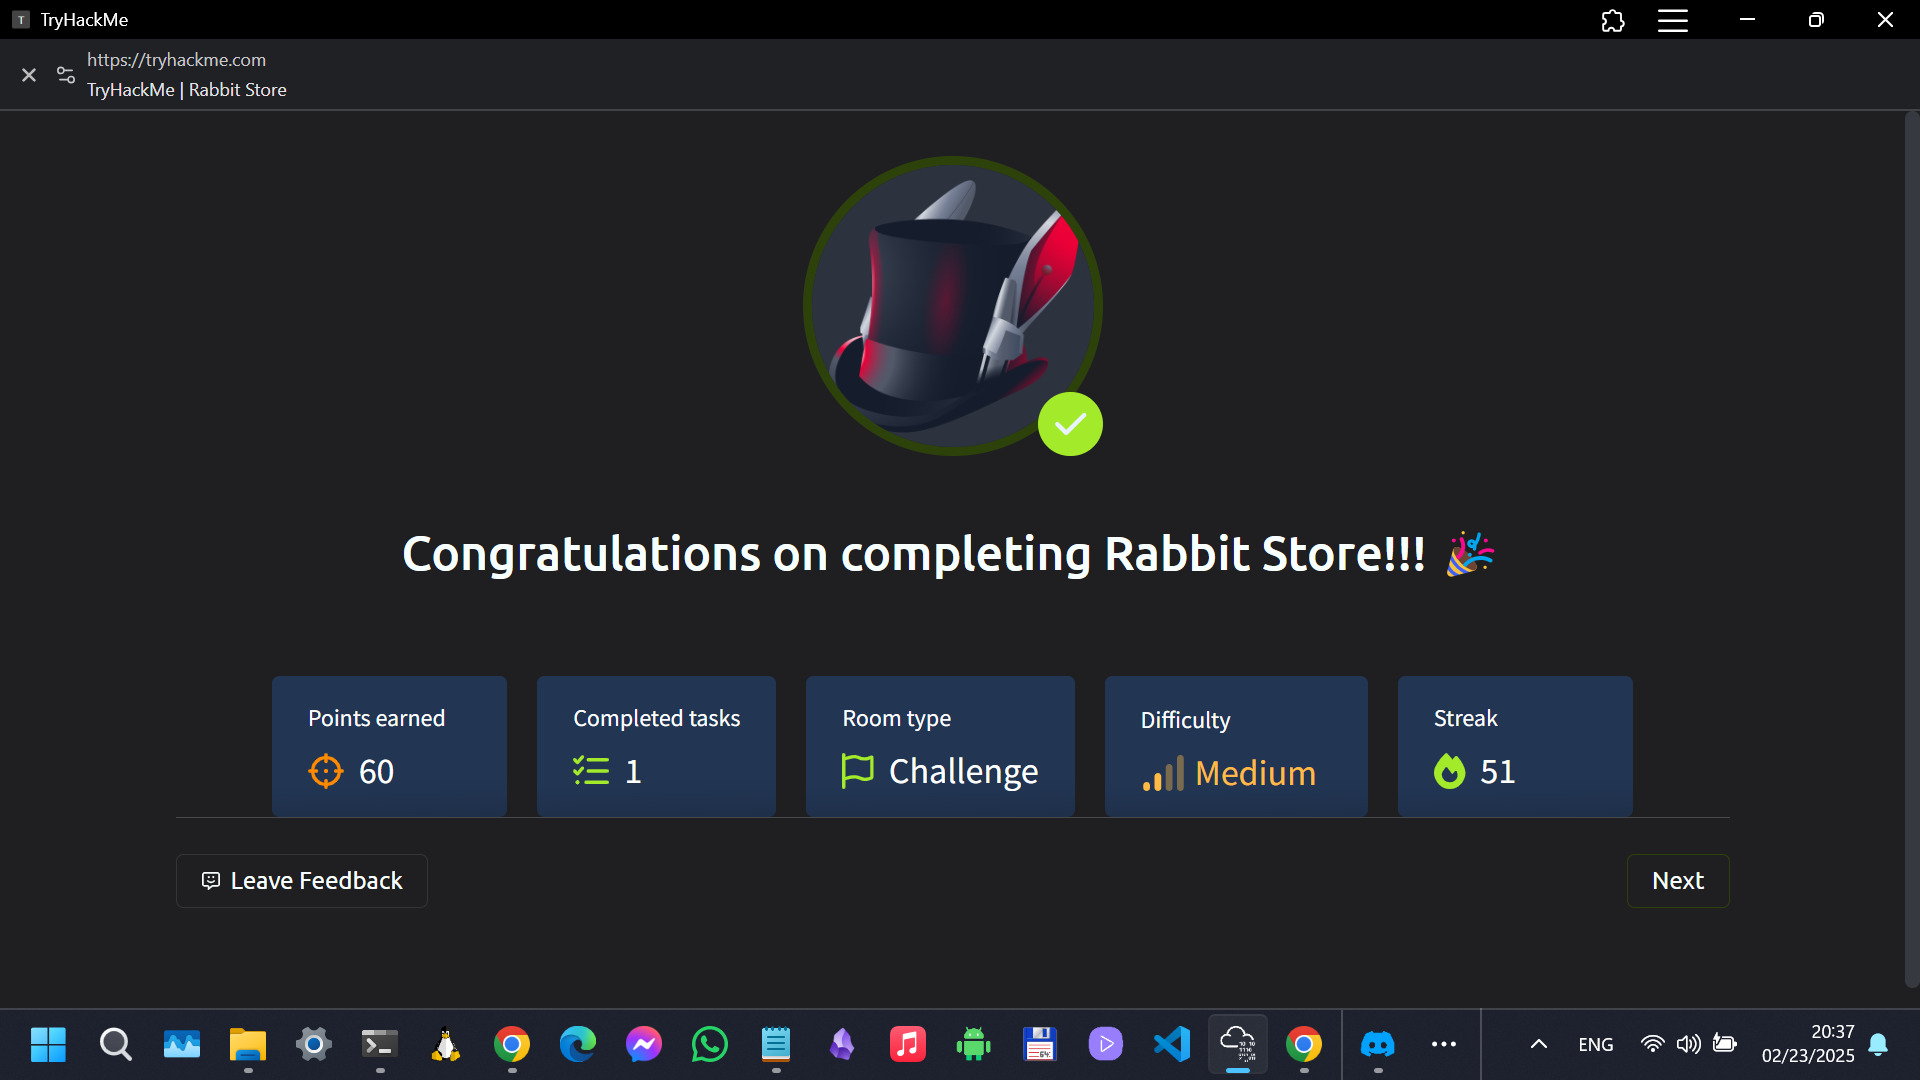 TryHackMe
https://tryhackme.com
TryHackMe | Rabbit Store
Congratulations on completing Rabbit Store!!! 🎉
Points earned
60
Completed tasks
1
Room type
Challenge
Difficulty
Medium
Streak
51
Leave Feedback
Next
ENG
20:37
02/23/2025